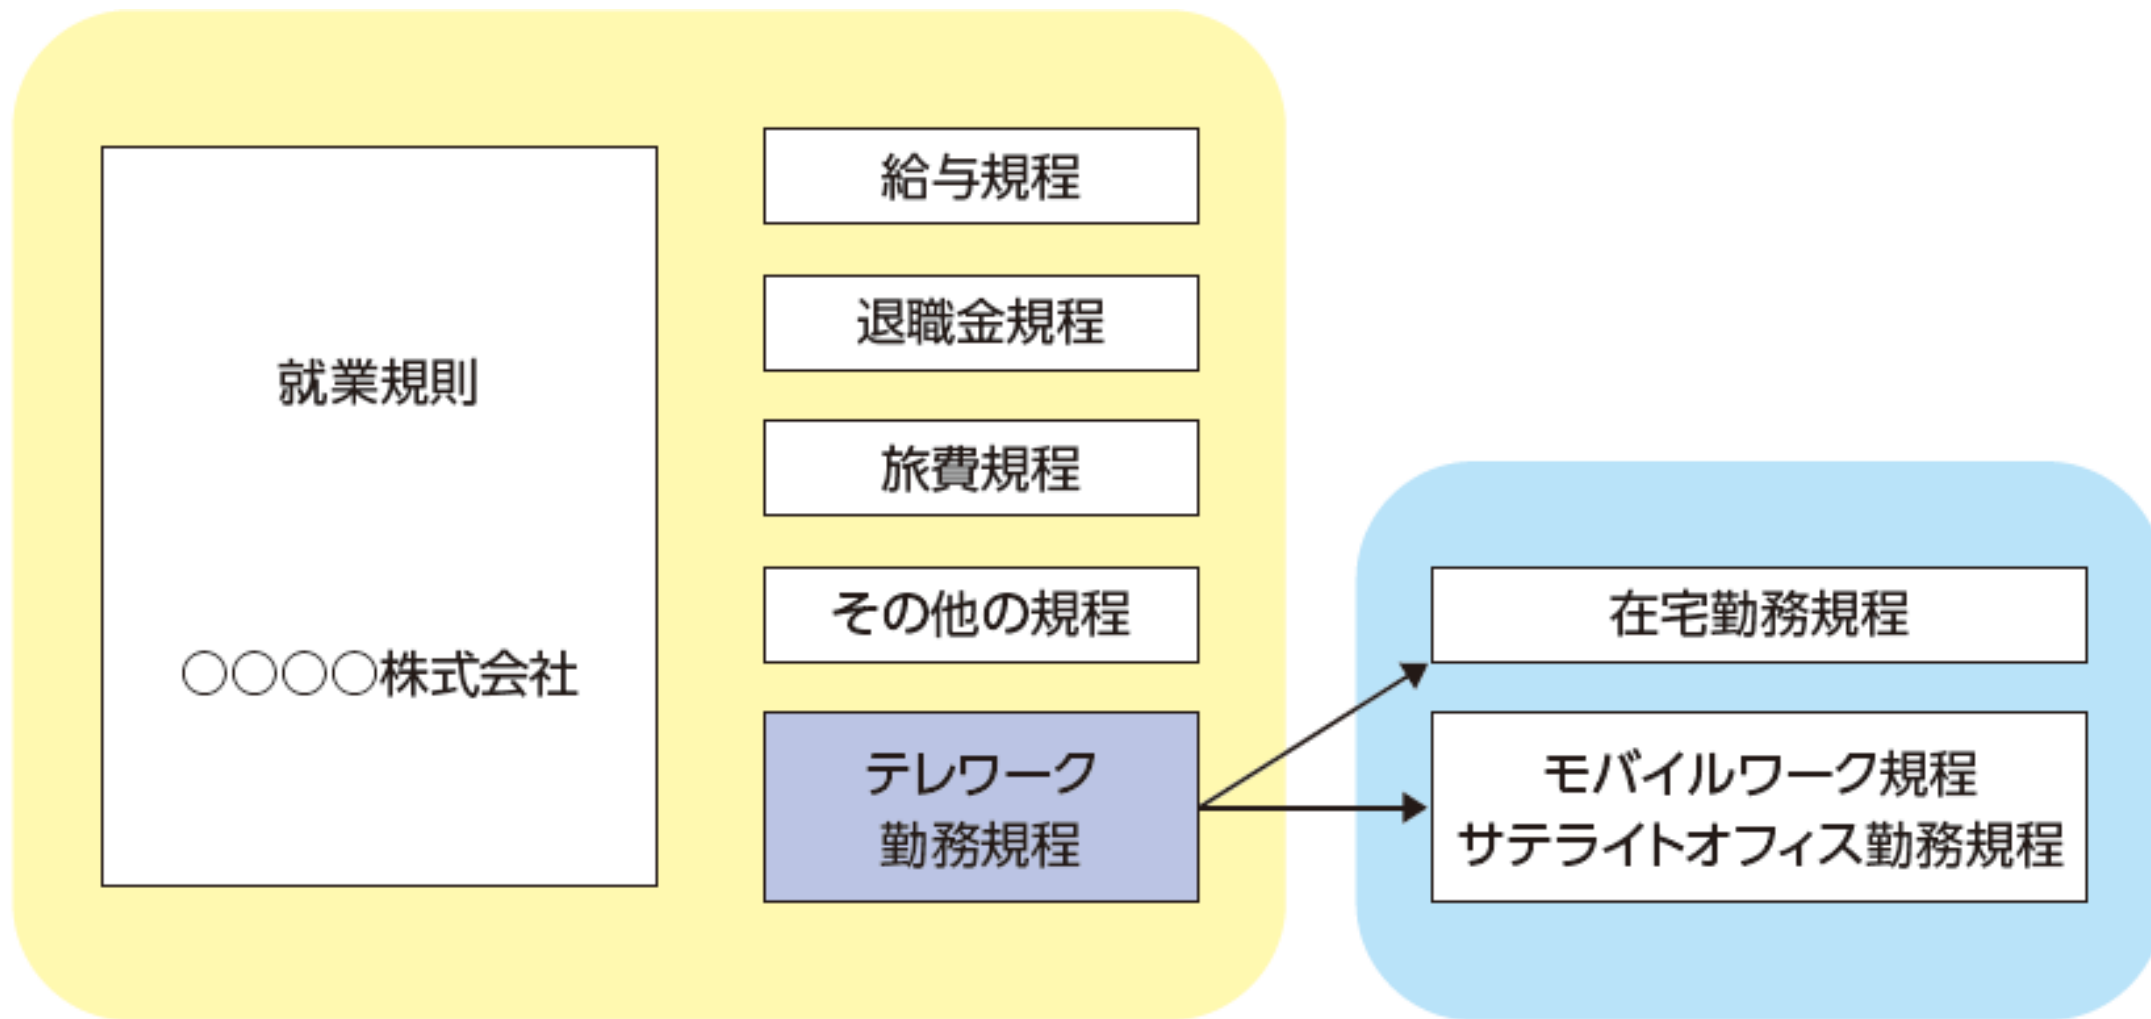 就業規則
○○○○株式会社
給与規程
退職金規程
旅費規程
その他の規程
テレワーク
勤務規程
在宅勤務規程
モバイルワーク規程
サテライトオフィス勤務規程